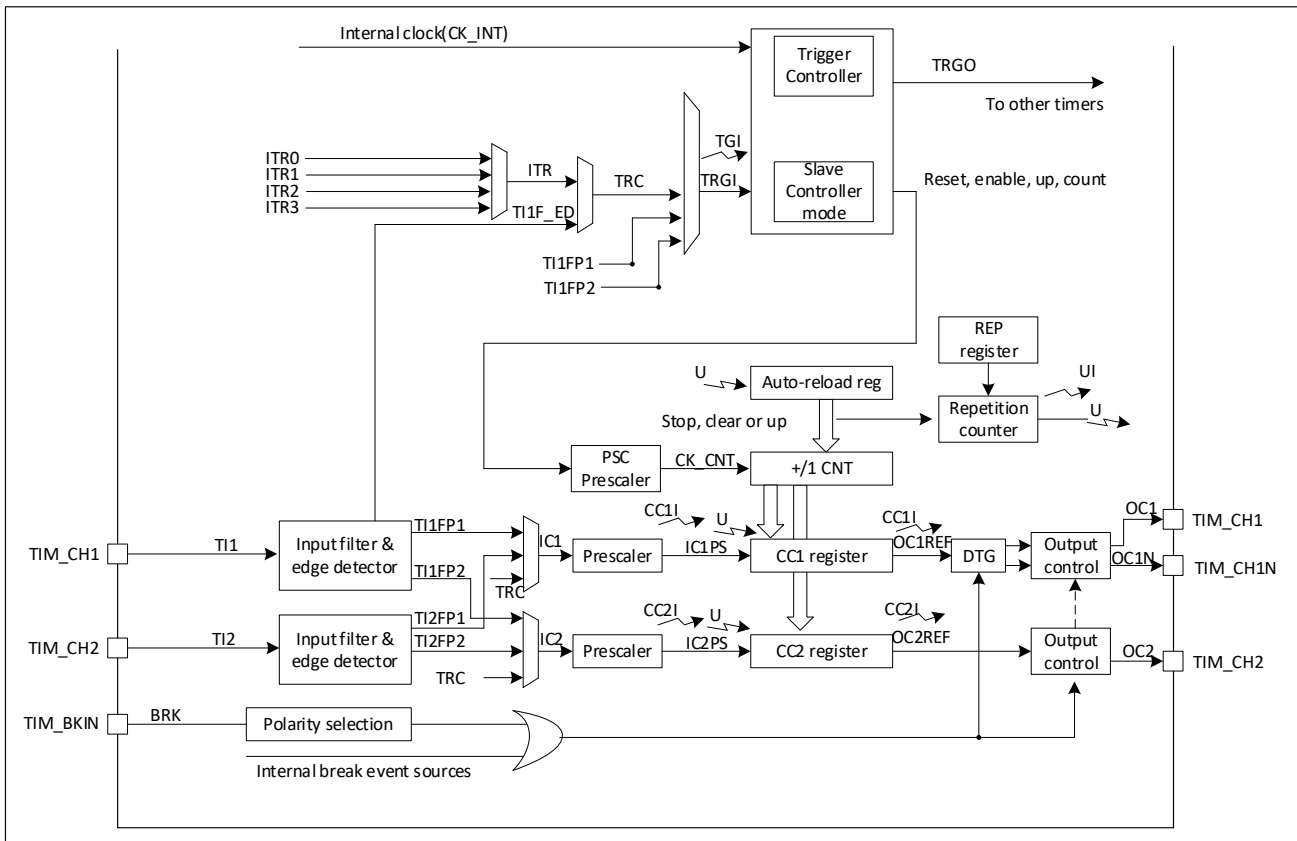 Internal clock(CK_INT)
Trigger
Controller
TRGO
To other timers
ITR0
ITR1
ITR2
ITR3
ITR
TI1F_ED
TRC
TGI
TRGI
Slave
Controller
mode
Reset, enable, up, count
TI1FP1
TI1FP2
REP
register
U
Auto-reload reg
UI
Repetition
counter
U
Stop, clear or up
PSC
Prescaler
CK_CNT
+/1 CNT
TIM_CH1
TI1
Input filter &
edge detector
TI1FP1
TI1FP2
TRC
IC1
Prescaler
CC1I
U
IC1PS
CC1 register
CC1I
OC1REF
DTG
Output
control
OC1
OC1N
TIM_CH1
TIM_CH1N
TIM_CH2
TI2
Input filter &
edge detector
TI2FP1
TI2FP2
TRC
IC2
Prescaler
CC2I
U
IC2PS
CC2 register
CC2I
OC2REF
Output
control
OC2
TIM_CH2
TIM_BKIN
BRK
Polarity selection
Internal break event sources